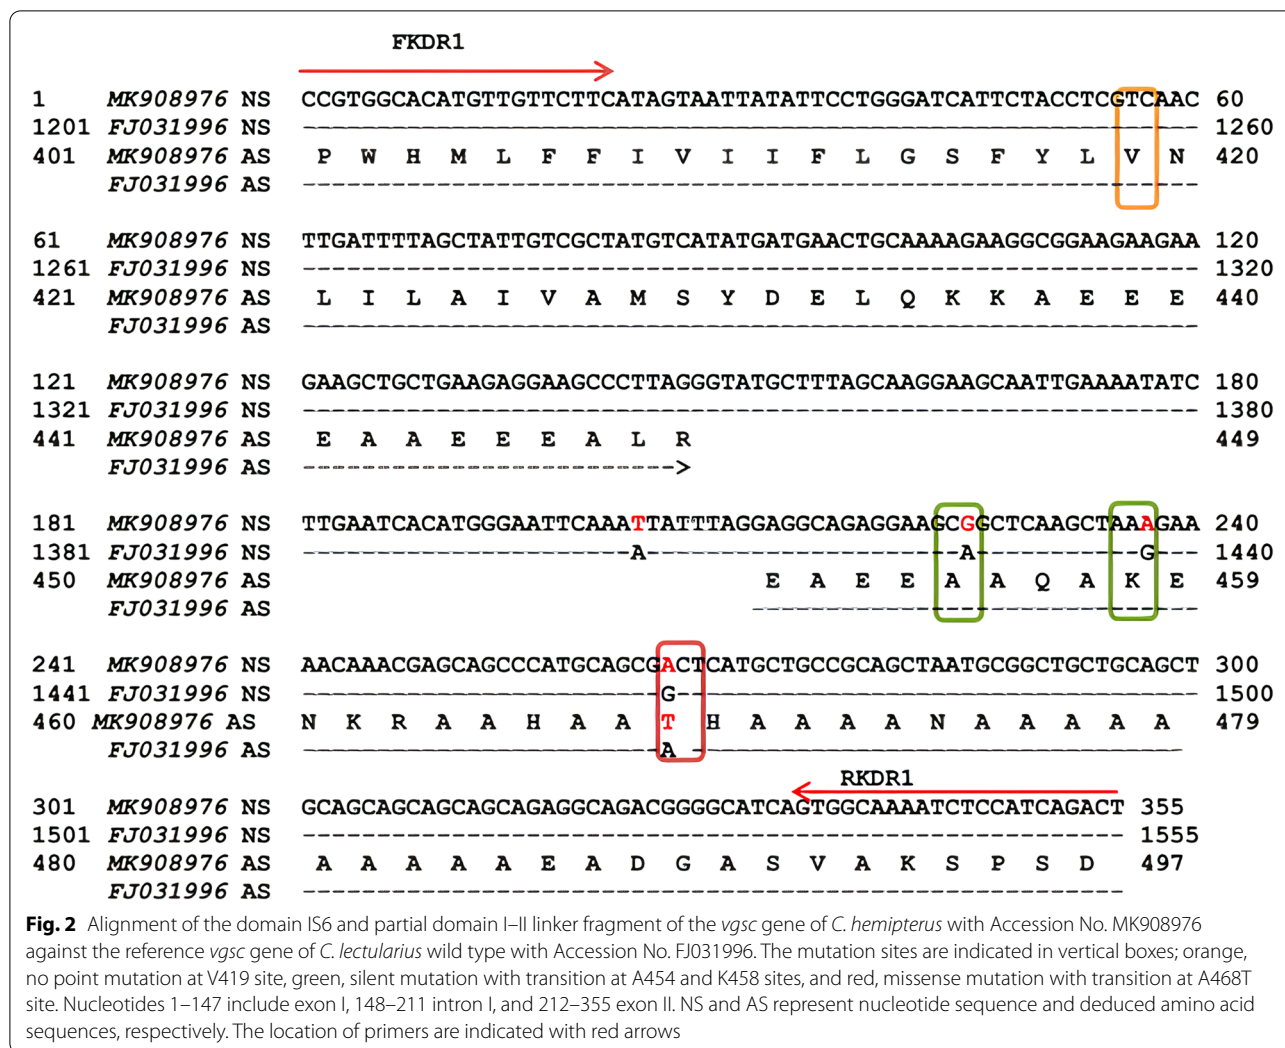 FKDR1
1 MK908976 NS CCGTGGCACATGTTGTTCTTCATAGTAATTATATTCCTGGGATCATTCTACCTCGTCAAC 60
1201 FJ031996 NS ------------------------------------------------------------ 1260
401 MK908976 AS P W H M L F F I V I I F L G S F Y L V N 420
FJ031996 AS ------------------------------------------------------------
61 MK908976 NS TTGATTTTAGCTATTGTCGCTATGTCATATGATGAACTGCAAAAGAAGGCGGAAGAAGAA 120
1261 FJ031996 NS ------------------------------------------------------------ 1320
421 MK908976 AS L I L A I V A M S Y D E L Q K K A E E E 440
FJ031996 AS ------------------------------------------------------------
121 MK908976 NS GAAGCTGCTGAAGAGGAAGCCCTTAGGGTATGCTTTAGCAAGGAAGCAATTGAAAATATC 180
1321 FJ031996 NS ------------------------------------------------------------ 1380
441 MK908976 AS E A A E E E A L R 449
FJ031996 AS ------------------------->
181 MK908976 NS TTGAATCACATGGGAATTCAAATTATTTAGGAGGCAGAGGAAGCGGCTCAAGCTAAAGAA 240
1381 FJ031996 NS ----------------------A---------------------A-----------G--- 1440
450 MK908976 AS E A E E A A Q A K E 459
FJ031996 AS ------------------------------
241 MK908976 NS AACAAACGAGCAGCCCATGCAGCGACTCATGCTGCCGCAGCTAATGCGGCTGCTGCAGCT 300
1441 FJ031996 NS ------------------------G----------------------------------- 1500
460 MK908976 AS N K R A A H A A T H A A A A N A A A A A 479
FJ031996 AS ------------------------A ---------------------------------
RKDR1
301 MK908976 NS GCAGCAGCAGCAGCAGAGGCAGACGGGGCATCAGTGGCAAAATCTCCATCAGACT 355
1501 FJ031996 NS ------------------------------------------------------- 1555
480 MK908976 AS A A A A A E A D G A S V A K S P S D 497
FJ031996 AS -------------------------------------------------------
Fig. 2 Alignment of the domain IS6 and partial domain I–II linker fragment of the vgsc gene of C. hemipterus with Accession No. MK908976
against the reference vgsc gene of C. lectularius wild type with Accession No. FJ031996. The mutation sites are indicated in vertical boxes; orange,
no point mutation at V419 site, green, silent mutation with transition at A454 and K458 sites, and red, missense mutation with transition at A468T
site. Nucleotides 1–147 include exon I, 148–211 intron I, and 212–355 exon II. NS and AS represent nucleotide sequence and deduced amino acid
sequences, respectively. The location of primers are indicated with red arrows